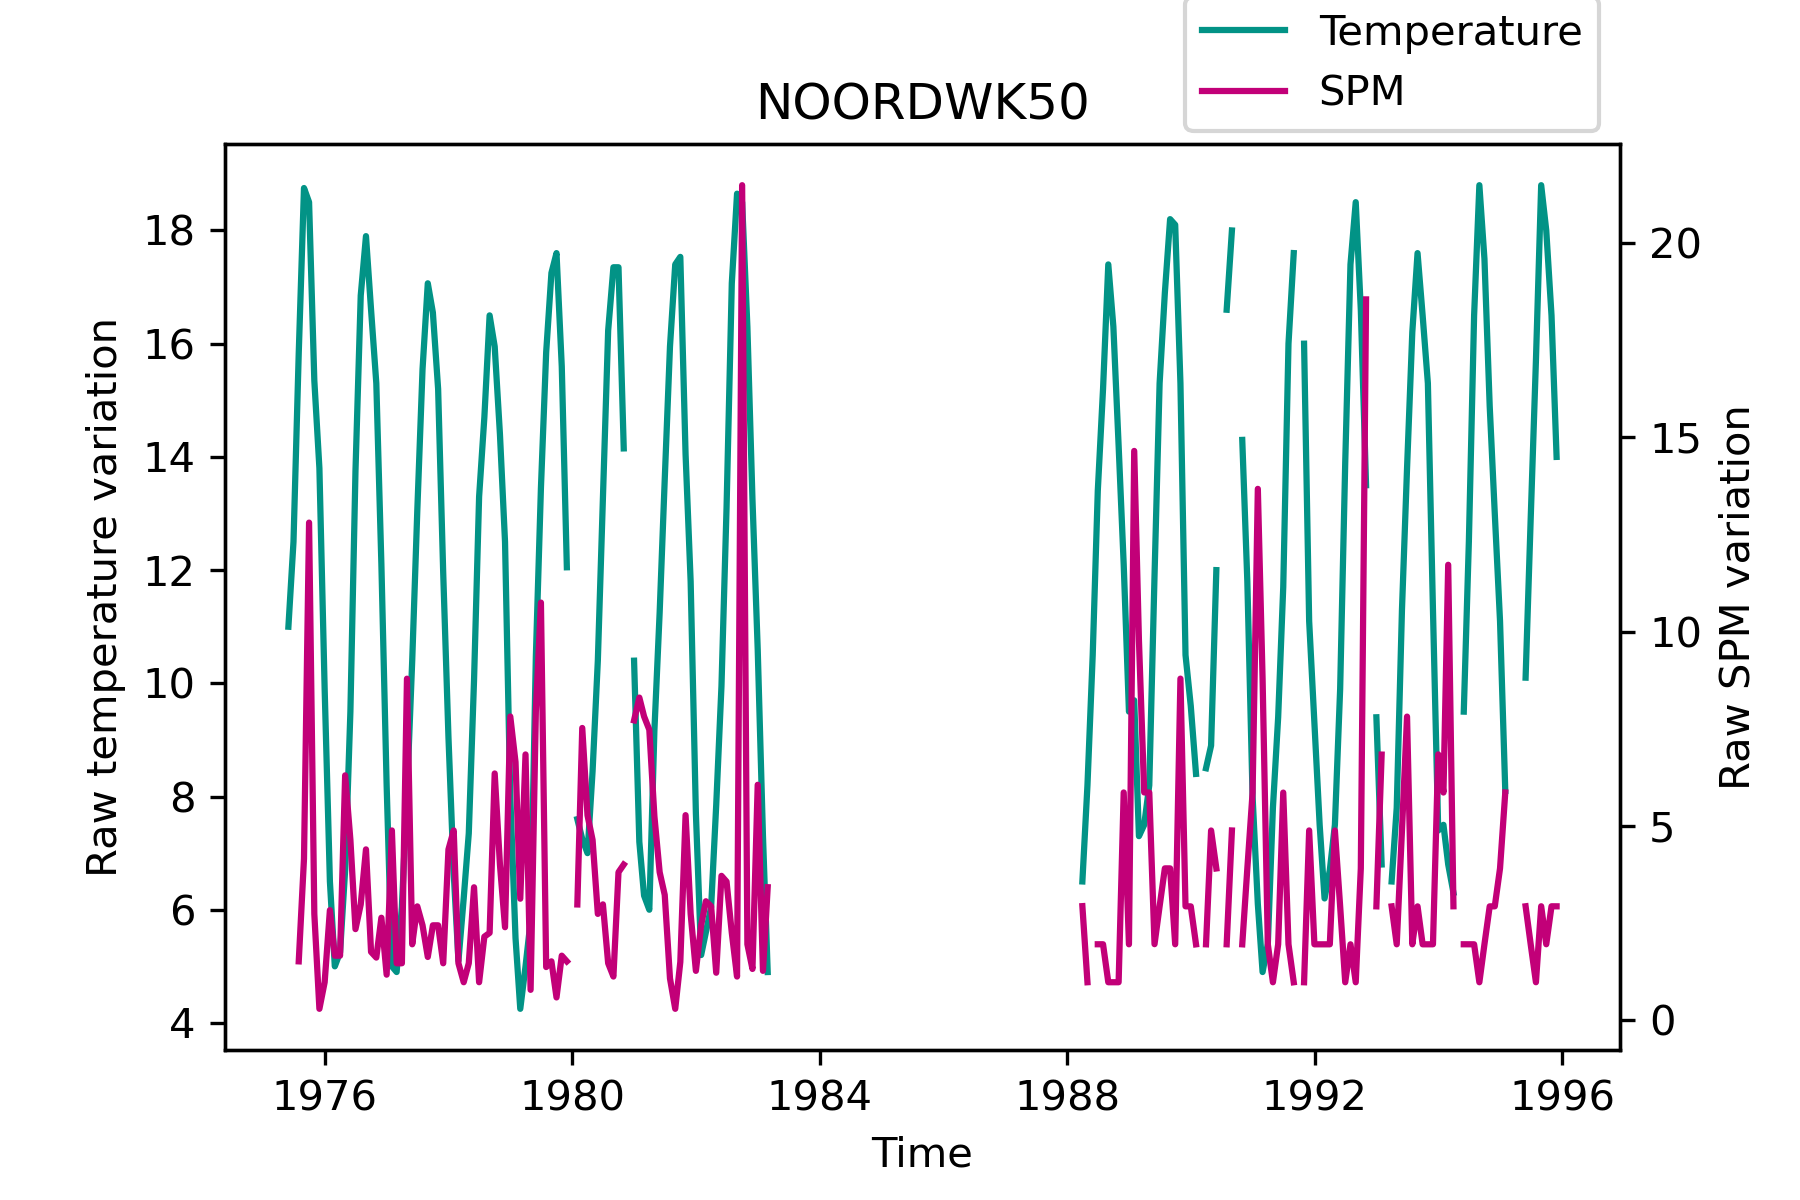 Temperature
SPM
NOORDWK50
Raw temperature variation
18
16
14
12
10
8
6
4
20
15
10
5
0
Raw SPM variation
1976 1980 1984 1988 1992 1996
Time